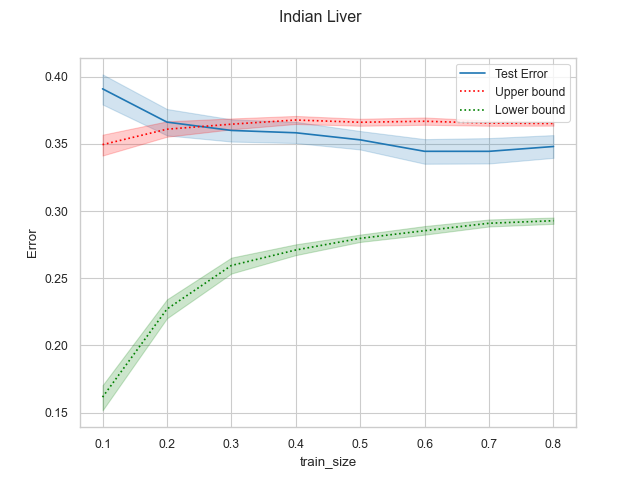 Indian Liver
Test Error
Upper bound
Lower bound
0.40
0.35
0.30
0.25
0.20
0.15
Error
0.1 0.2 0.3 0.4 0.5 0.6 0.7 0.8
train_size